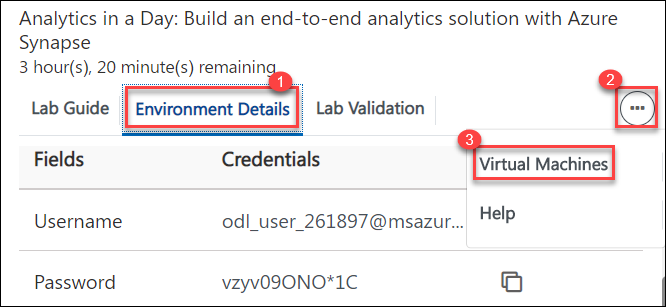 Analytics in a Day: Build an end-to-end analytics solution with Azure
Synapse
3 hour(s), 20 minute(s) remaining
1
2
Lab Guide Environment Details Lab Validation ...
3
Fields Credentials Virtual Machines
Help
Username odl_user_261897@msazur...
Password vzyv09ONO*1C